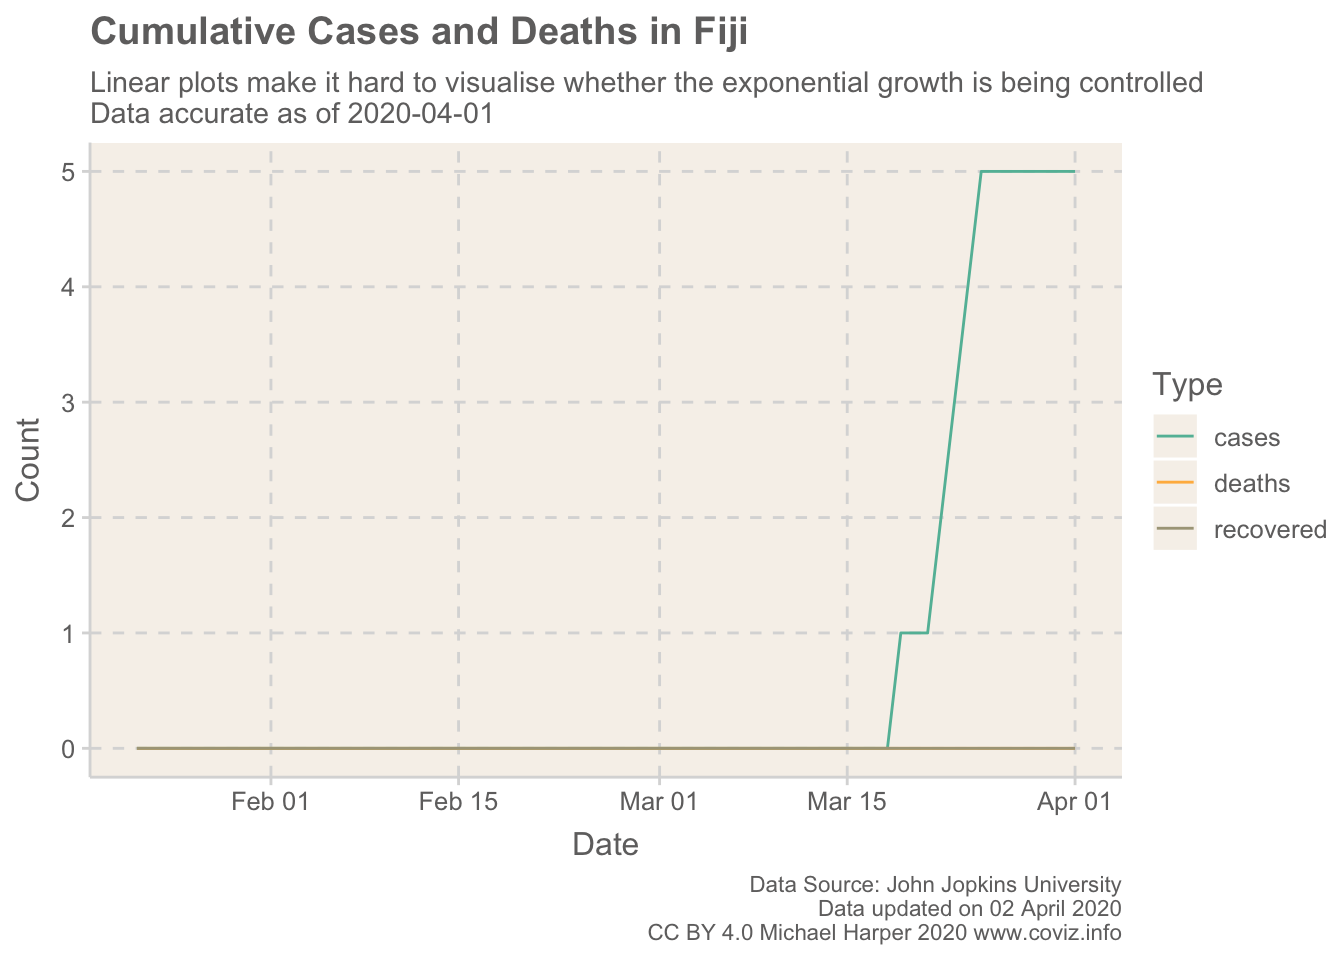 Cumulative Cases and Deaths in Fiji
Linear plots make it hard to visualise whether the exponential growth is being controlled
Data accurate as of 2020-04-01
5
4
3
2
1
0
Count
Feb 01
Feb 15
Mar 01
Mar 15
Apr 01
Date
Type
cases
deaths
recovered
Data Source: John Jopkins University
Data updated on 02 April 2020
CC BY 4.0 Michael Harper 2020 www.coviz.info